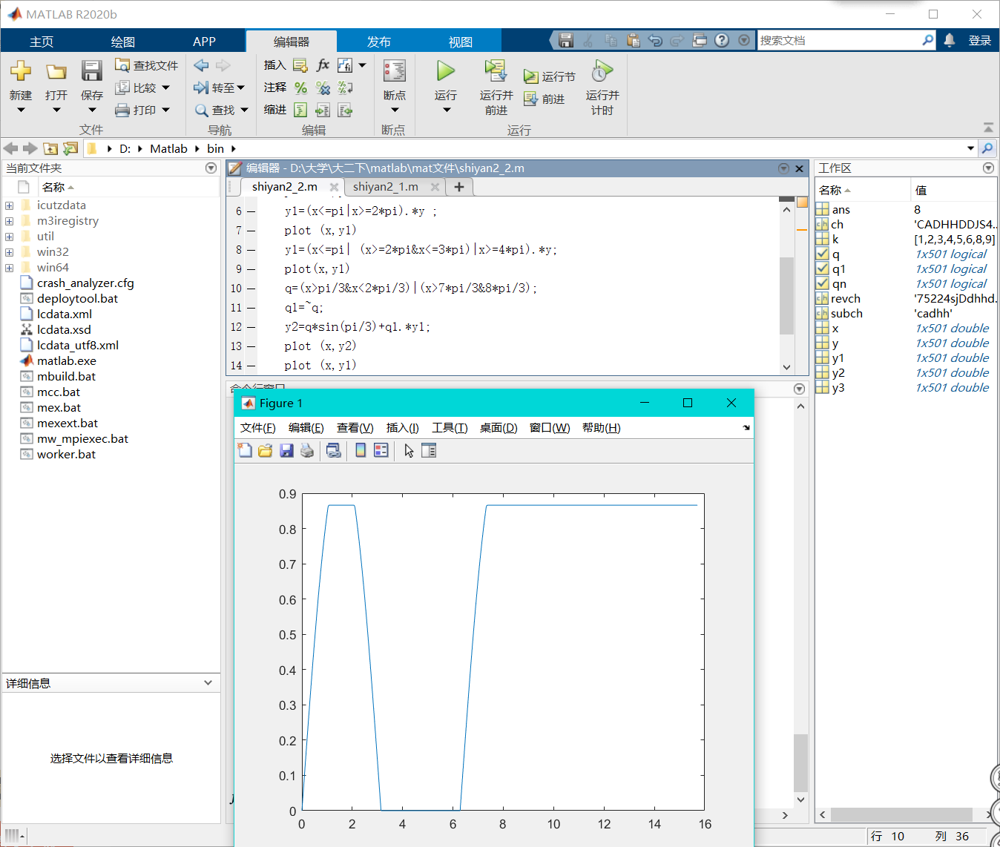 MATLAB R2020b
主页 绘图 APP 编辑器 发布 视图 搜索文档 登录
新建 打开 保存 查找文件 比较 打印 文件
转至 查找 导航
插入 fx 注释 缩进 编辑
断点 断点
运行 运行并前进 运行节 前进 运行并计时 运行
D: Matlab bin
当前文件夹
名称
icutzdata
m3iregistry
util
win32
win64
crash_analyzer.cfg
deploytool.bat
lcdata.xml
lcdata.xsd
lcdata_utf8.xml
matlab.exe
mbuild.bat
mcc.bat
mex.bat
mexext.bat
mw_mpiexec.bat
worker.bat
详细信息
选择文件以查看详细信息
编辑器 - D:\大学\大二下\matlab\mat文件\shiyan2_2.m
shiyan2_2.m shiyan2_1.m
6 y1=(x<=pi|x>=2*pi).*y ;
7 plot (x,y1)
8 y1=(x<=pi| (x>=2*pi&x<=3*pi)|x>=4*pi).*y;
9 plot(x,y1)
10 q=(x>pi/3&x<2*pi/3)|(x>7*pi/3&8*pi/3);
11 q1=~q;
12 y2=q*sin(pi/3)+q1.*y1;
13 plot (x,y2)
14 plot (x,y1)
命令行窗口
Figure 1
文件(F) 编辑(E) 查看(V) 插入(I) 工具(T) 桌面(D) 窗口(W) 帮助(H)
0.9
0.8
0.7
0.6
0.5
0.4
0.3
0.2
0.1
0
0 2 4 6 8 10 12 14 16
工作区
名称 值
ans 8
ch 'CADHHDDJS4..
k [1,2,3,4,5,6,8,9]
q 1x501 logical
q1 1x501 logical
qn 1x501 logical
revch '75224sjDdhhd..
subch 'cadhh'
x 1x501 double
y 1x501 double
y1 1x501 double
y2 1x501 double
y3 1x501 double
行 10 列 36